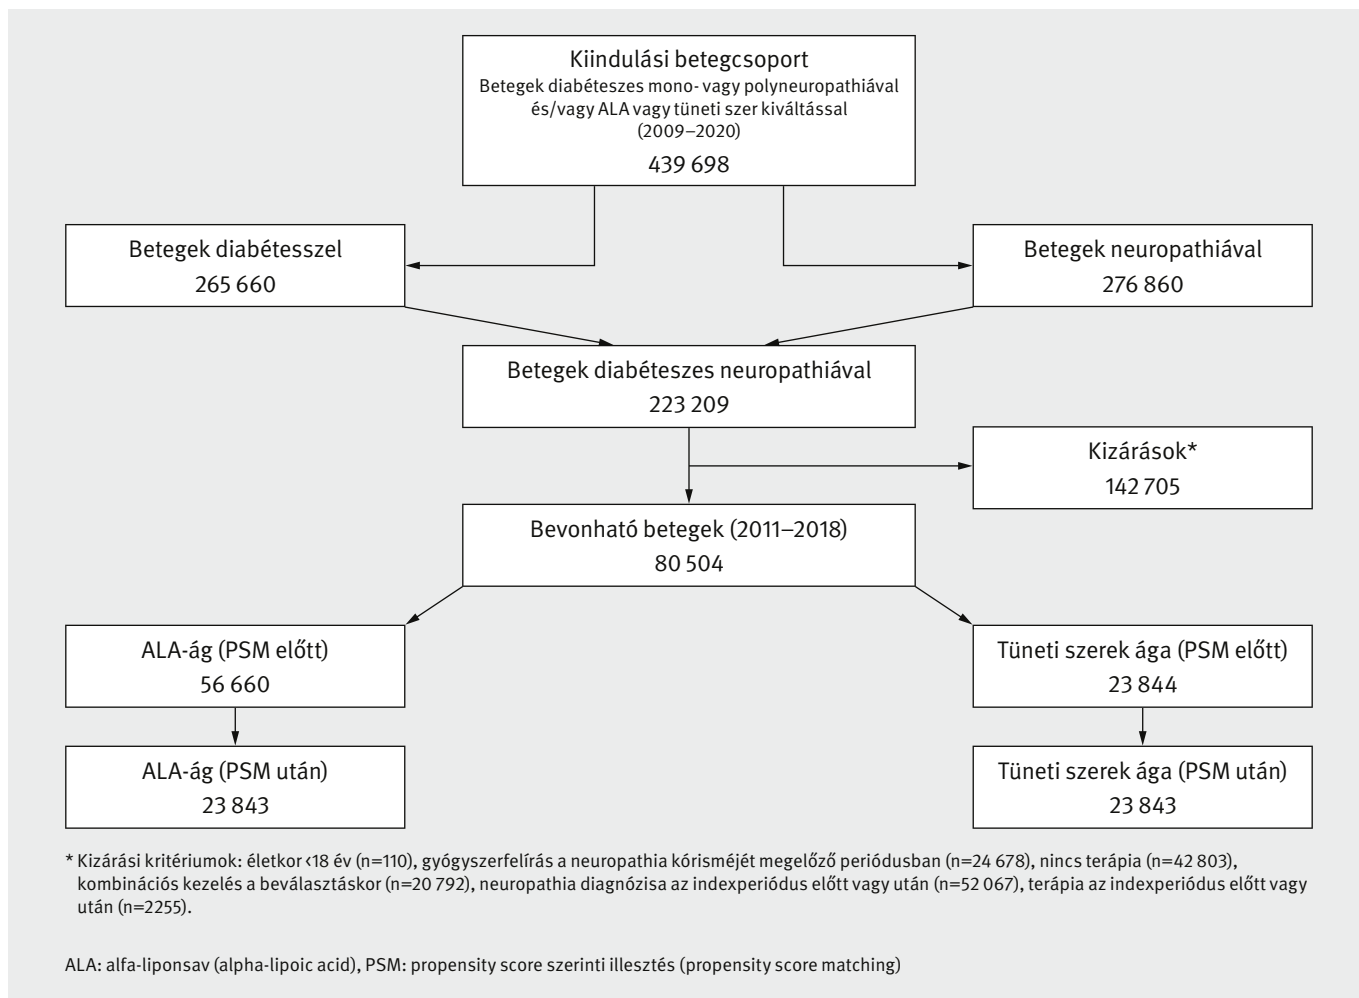 Kiindulási betegcsoport
Betegek diabéteszes mono- vagy polyneuropathiával
és/vagy ALA vagy tüneti szer kiváltással
(2009–2020)
439 698
Betegek diabétesszel
265 660
Betegek neuropathiával
276 860
Betegek diabéteszes neuropathiával
223 209
Kizárások*
142 705
Bevonható betegek (2011–2018)
80 504
ALA-ág (PSM előtt)
56 660
Tüneti szerek ága (PSM előtt)
23 844
ALA-ág (PSM után)
23 843
Tüneti szerek ága (PSM után)
23 843
* Kizárási kritériumok: életkor <18 év (n=110), gyógyszerfelírás a neuropathia kórisméjét megelőző periódusban (n=24 678), nincs terápia (n=42 803),
kombinációs kezelés a beválasztáskor (n=20 792), neuropathia diagnózisa az indexperiódus előtt vagy után (n=52 067), terápia az indexperiódus előtt vagy
után (n=2255).
ALA: alfa-liponsav (alpha-lipoic acid), PSM: propensity score szerinti illesztés (propensity score matching)